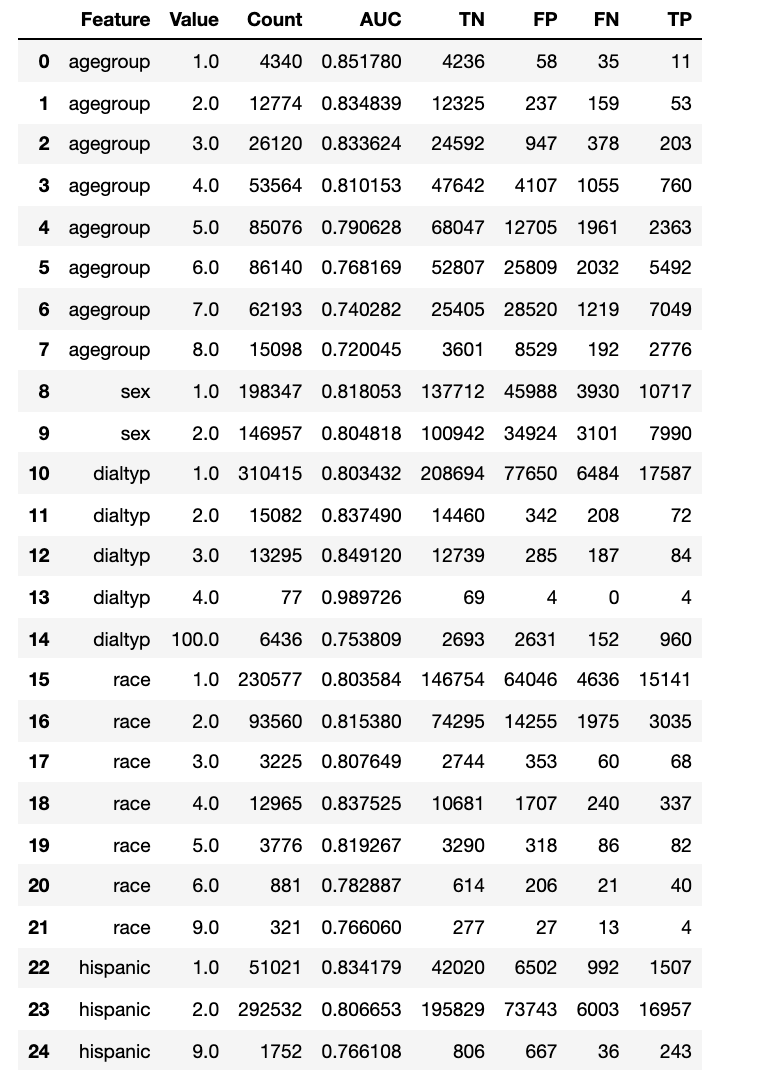 Feature Value Count AUC TN FP FN TP
0 agegroup 1.0 4340 0.851780 4236 58 35 11
1 agegroup 2.0 12774 0.834839 12325 237 159 53
2 agegroup 3.0 26120 0.833624 24592 947 378 203
3 agegroup 4.0 53564 0.810153 47642 4107 1055 760
4 agegroup 5.0 85076 0.790628 68047 12705 1961 2363
5 agegroup 6.0 86140 0.768169 52807 25809 2032 5492
6 agegroup 7.0 62193 0.740282 25405 28520 1219 7049
7 agegroup 8.0 15098 0.720045 3601 8529 192 2776
8 sex 1.0 198347 0.818053 137712 45988 3930 10717
9 sex 2.0 146957 0.804818 100942 34924 3101 7990
10 dialtyp 1.0 310415 0.803432 208694 77650 6484 17587
11 dialtyp 2.0 15082 0.837490 14460 342 208 72
12 dialtyp 3.0 13295 0.849120 12739 285 187 84
13 dialtyp 4.0 77 0.989726 69 4 0 4
14 dialtyp 100.0 6436 0.753809 2693 2631 152 960
15 race 1.0 230577 0.803584 146754 64046 4636 15141
16 race 2.0 93560 0.815380 74295 14255 1975 3035
17 race 3.0 3225 0.807649 2744 353 60 68
18 race 4.0 12965 0.837525 10681 1707 240 337
19 race 5.0 3776 0.819267 3290 318 86 82
20 race 6.0 881 0.782887 614 206 21 40
21 race 9.0 321 0.766060 277 27 13 4
22 hispanic 1.0 51021 0.834179 42020 6502 992 1507
23 hispanic 2.0 292532 0.806653 195829 73743 6003 16957
24 hispanic 9.0 1752 0.766108 806 667 36 243